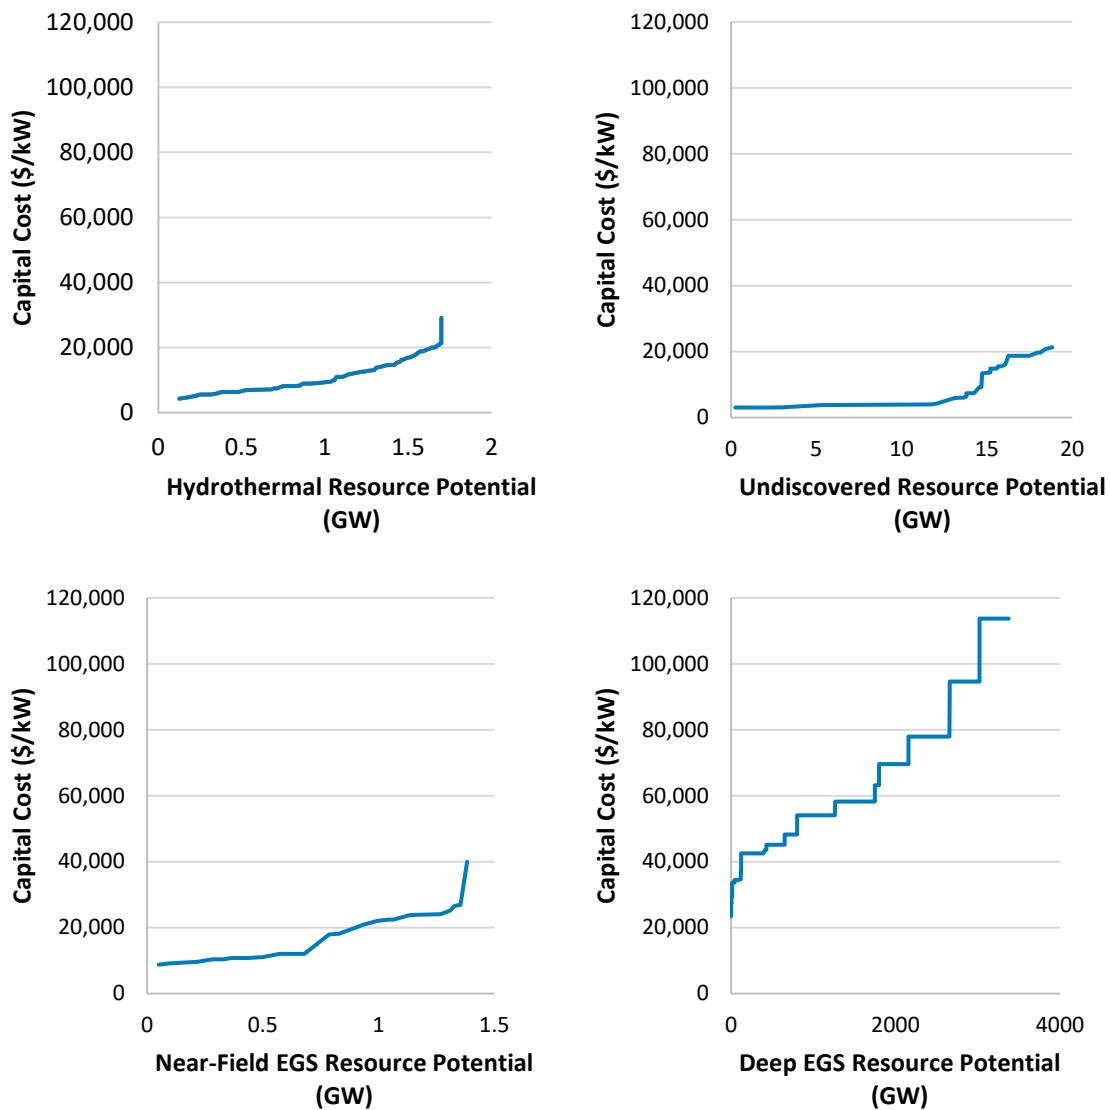 120,000
100,000
80,000
60,000
40,000
20,000
0
Capital Cost ($/kW)
0 0.5 1 1.5 2
Hydrothermal Resource Potential
(GW)
120,000
100,000
80,000
60,000
40,000
20,000
0
Capital Cost ($/kW)
0 5 10 15 20
Undiscovered Resource Potential
(GW)
120,000
100,000
80,000
60,000
40,000
20,000
0
Capital Cost ($/kW)
0 0.5 1 1.5
Near-Field EGS Resource Potential
(GW)
120,000
100,000
80,000
60,000
40,000
20,000
0
Capital Cost ($/kW)
0 2000 4000
Deep EGS Resource Potential
(GW)